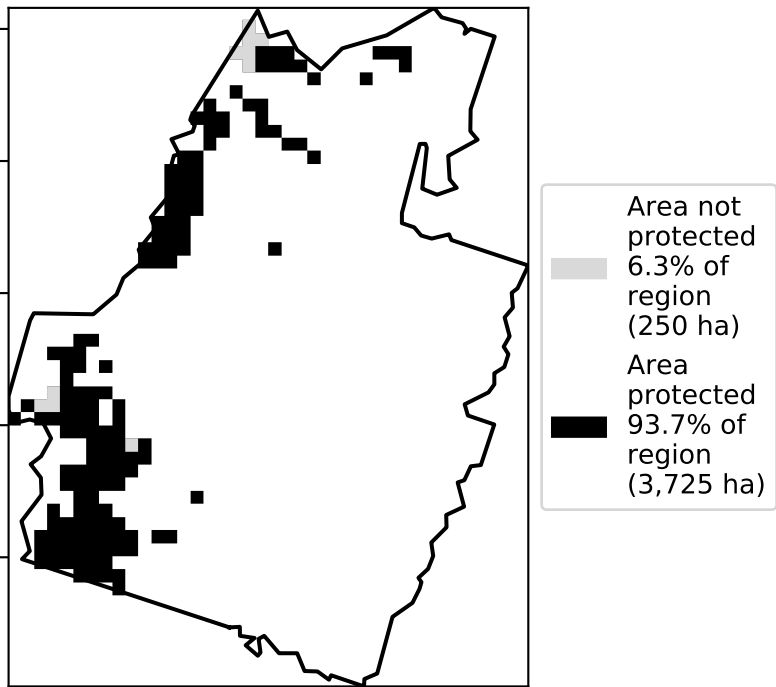 Area not
protected
6.3% of
region
(250 ha)
Area
protected
93.7% of
region
(3,725 ha)